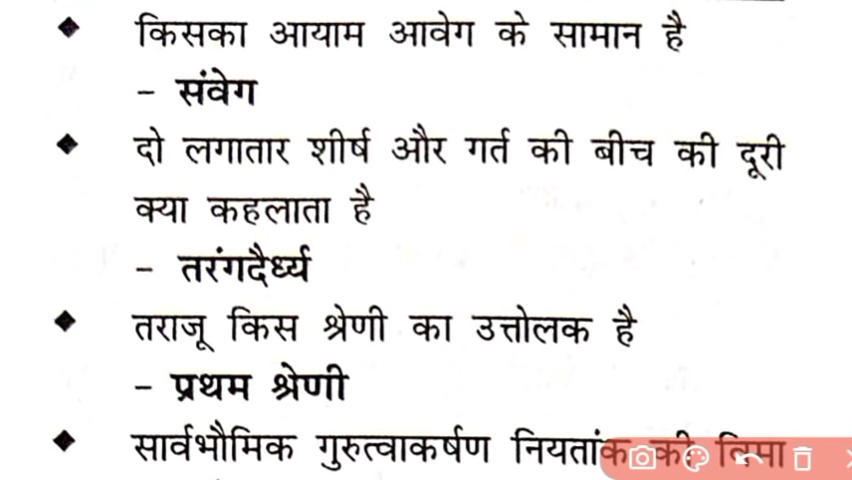 ◆ किसका आयाम आवेग के सामान है
– संवेग
◆ दो लगातार शीर्ष और गर्त की बीच की दूरी
क्या कहलाता है
– तरंगदैर्ध्य
◆ तराजू किस श्रेणी का उत्तोलक है
– प्रथम श्रेणी
◆ सार्वभौमिक गुरुत्वाकर्षण नियतांक की विमा